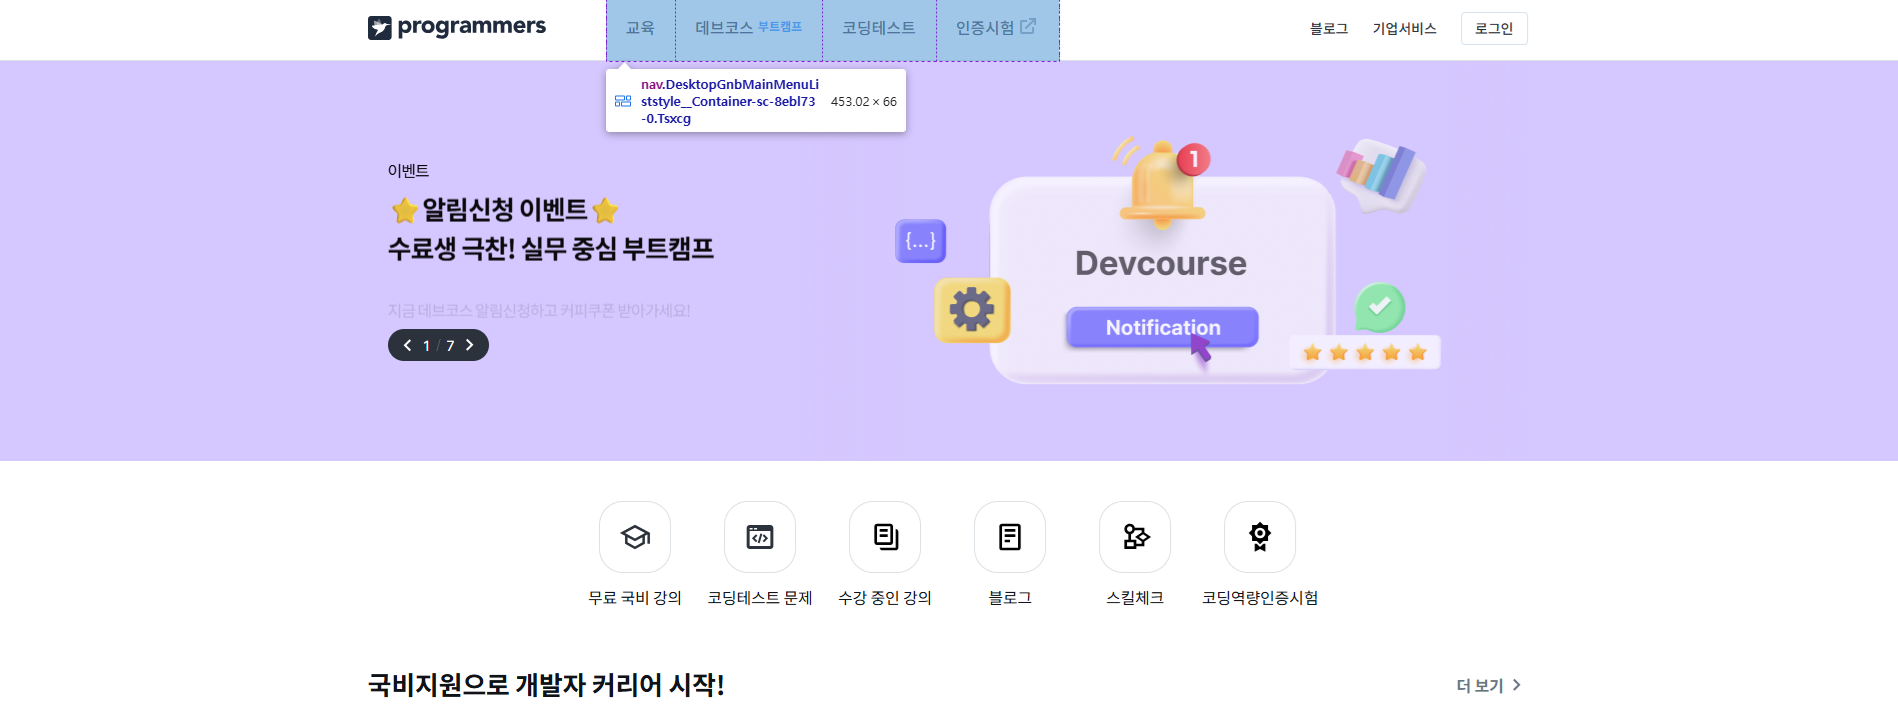 programmers
교육
데브코스 부트캠프
코딩테스트
인증시험
블로그
기업서비스
로그인
nav.DesktopGnbMainMenuLi
ststyle__Container-sc-8ebl73
-0.Tsxcg
453.02 × 66
이벤트
⭐알림신청 이벤트⭐
수료생 극찬! 실무 중심 부트캠프
지금 데브코스 알림신청하고 커피쿠폰 받아가세요!
1 / 7
1
{...}
Devcourse
Notification
무료 국비 강의
코딩테스트 문제
수강 중인 강의
블로그
스킬체크
코딩역량인증시험
국비지원으로 개발자 커리어 시작!
더 보기